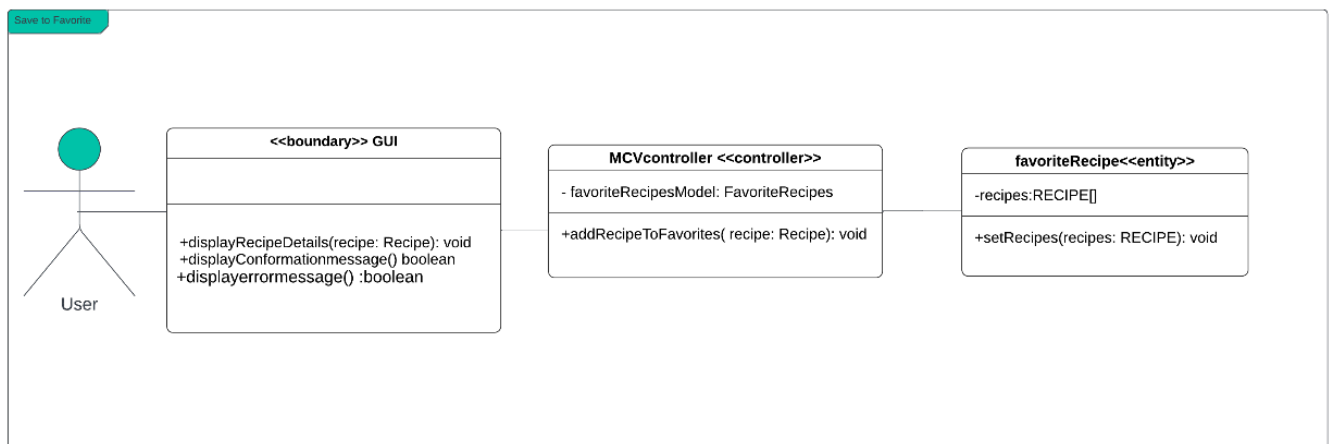 Save to Favorite
<<boundary>> GUI
+displayRecipeDetails(recipe: Recipe): void
+displayConformationmessage() boolean
+displayerrormessage() :boolean
User
MCVcontroller <<controller>>
- favoriteRecipesModel: FavoriteRecipes
+addRecipeToFavorites( recipe: Recipe): void
favoriteRecipe<<entity>>
-recipes:RECIPE[]
+setRecipes(recipes: RECIPE): void